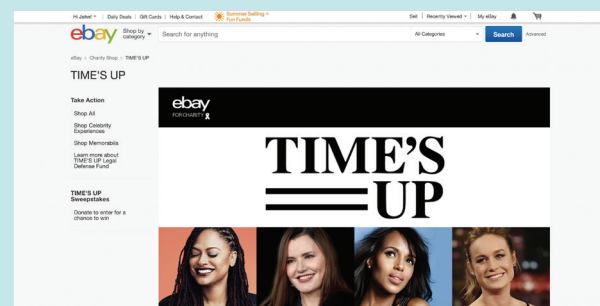 Hi Jaike! | Daily Deals | Gift Cards | Help & Contact
Summer Selling =
Fun Funds
Sell | Recently Viewed | My eBay
ebay
Shop by
category
Search for anything
All Categories
Search
Advanced
eBay > Charity Shop > TIME'S UP
TIME'S UP
Take Action
Shop All
Shop Celebrity
Experiences
Shop Memorabilia
Learn more about
TIME'S UP Legal
Defense Fund
TIME'S UP
Sweepstakes
Donate to enter for a
chance to win
ebay
FOR CHARITY
TIME'S
UP